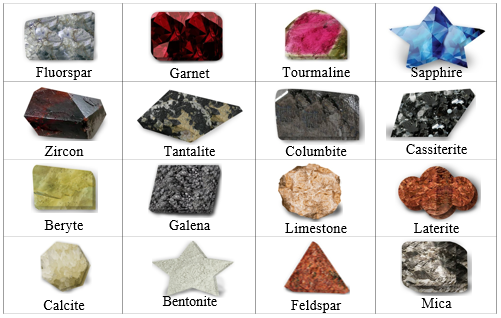 Fluorspar
Garnet
Tourmaline
Sapphire
Zircon
Tantalite
Columbite
Cassiterite
Beryte
Galena
Limestone
Laterite
Calcite
Bentonite
Feldspar
Mica